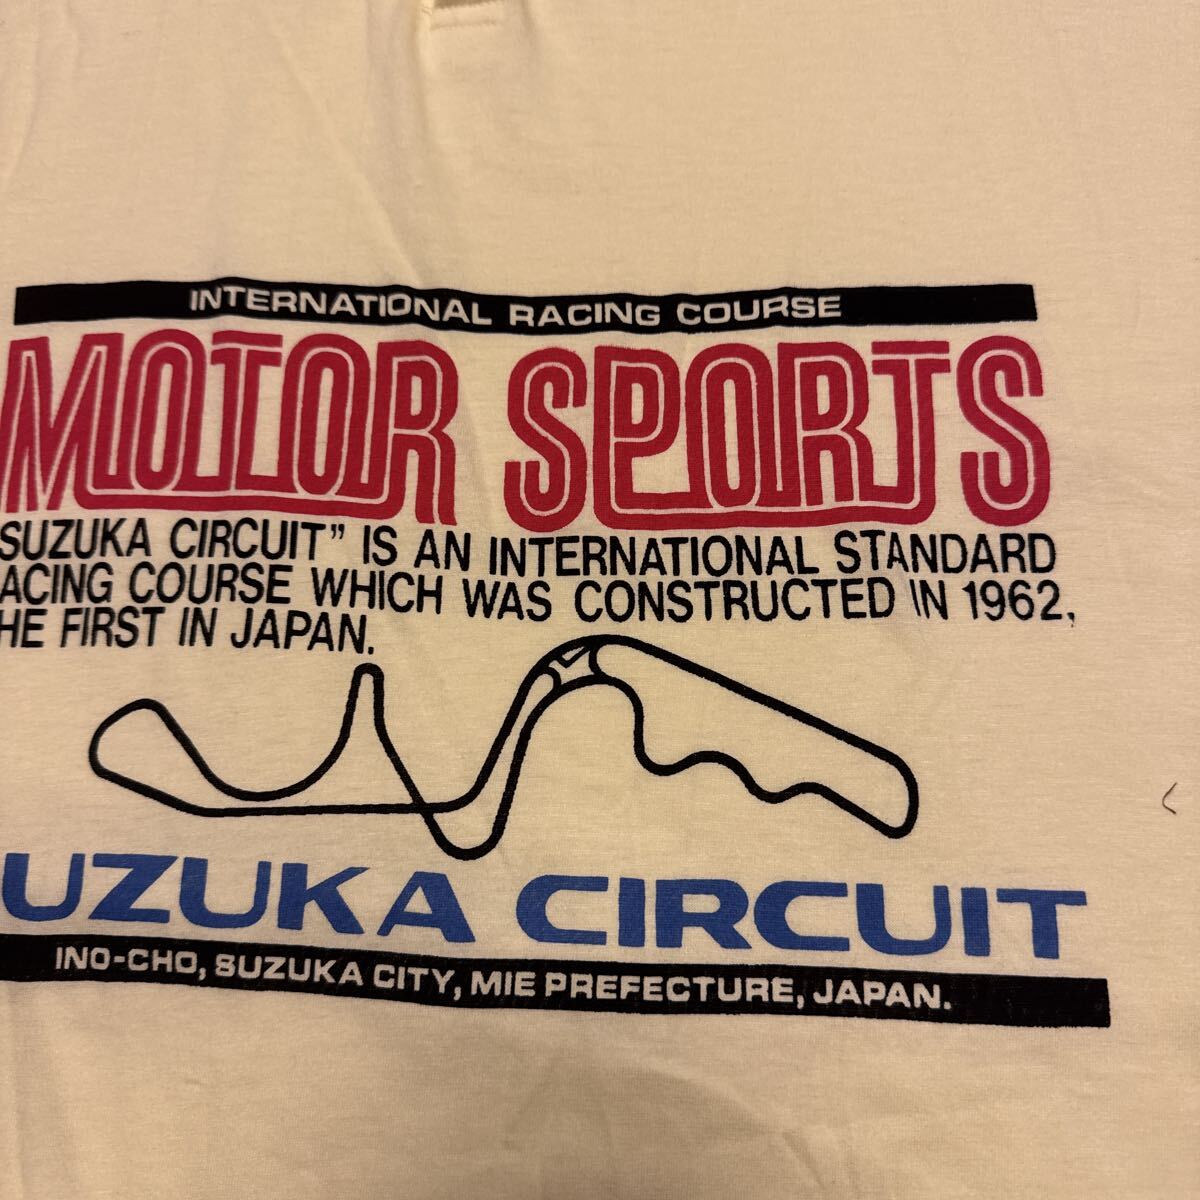 INTERNATIONAL RACING COURSE
MOTOR SPORTS
"SUZUKA CIRCUIT" IS AN INTERNATIONAL STANDARD
ACING COURSE WHICH WAS CONSTRUCTED IN 1962,
HE FIRST IN JAPAN.
UZUKA CIRCUIT
INO-CHO, SUZUKA CITY, MIE PREFECTURE, JAPAN.